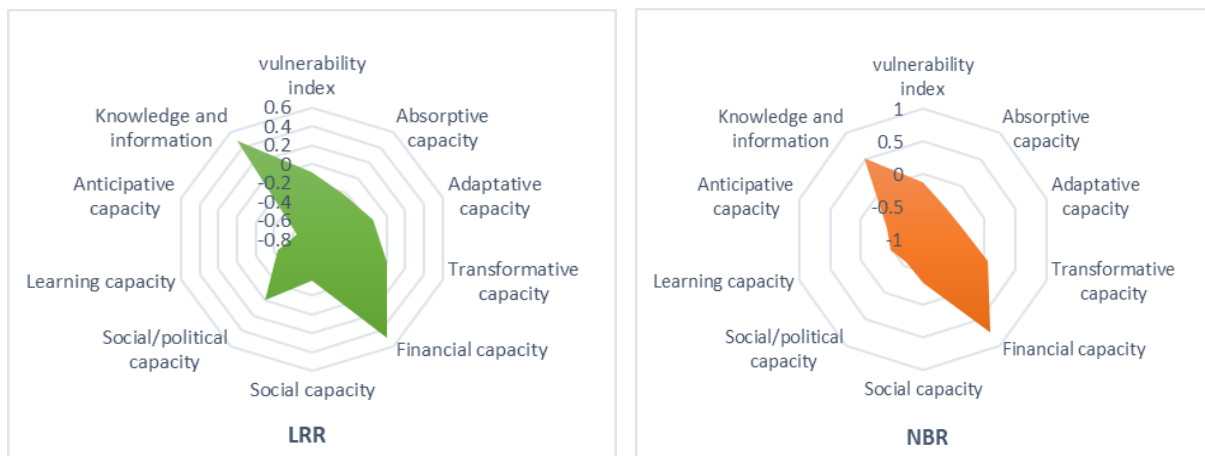 vulnerability
index
Absorptive
capacity
Adaptative
capacity
Transformative
capacity
Financial capacity
Social capacity
Social/political
capacity
Learning capacity
Anticipative
capacity
Knowledge and
information
0.6
0.4
0.2
0
-0.2
-0.4
-0.6
-0.8
LRR
vulnerability
index
Absorptive
capacity
Adaptative
capacity
Transformative
capacity
Financial capacity
Social capacity
Social/political
capacity
Learning capacity
Anticipative
capacity
Knowledge and
information
1
0.5
0
-0.5
-1
NBR